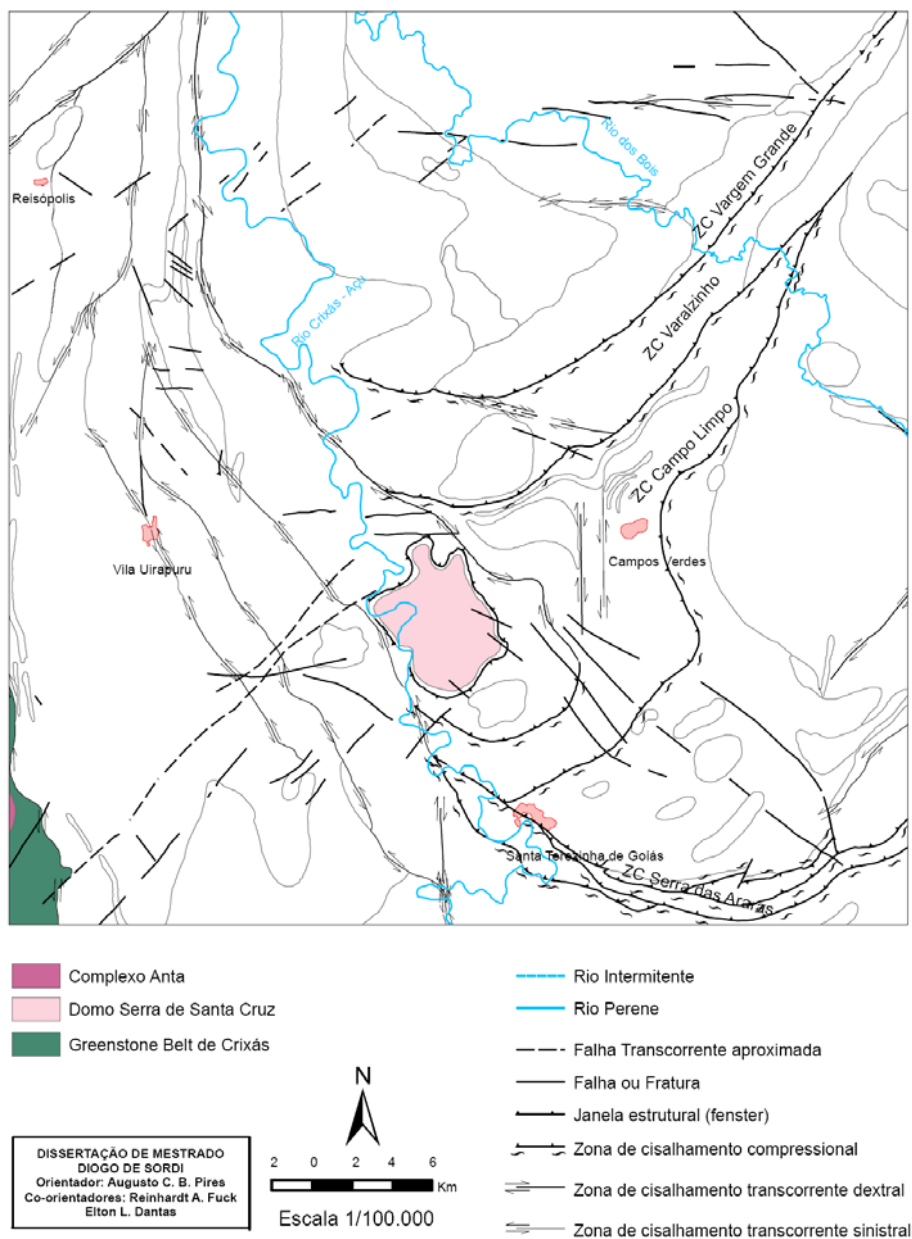 Rio dos Bois
ZC Vargem Grande
Reisópolis
ZC Varalzinho
Rio Crixás - Açu
ZC Campo Limpo
Vila Uirapuru
Campos Verdes
Santa Terezinha de Goiás
ZC Serra das Araras
Complexo Anta
Domo Serra de Santa Cruz
Greenstone Belt de Crixás
Rio Intermitente
Rio Perene
Falha Transcorrente aproximada
Falha ou Fratura
Janela estrutural (fenster)
Zona de cisalhamento compressional
Zona de cisalhamento transcorrente dextral
Zona de cisalhamento transcorrente sinistral
N
DISSERTAÇÃO DE MESTRADO
DIOGO DE SORDI
Orientador: Augusto C. B. Pires
Co-orientadores: Reinhardt A. Fuck
Elton L. Dantas
2 0 2 4 6
Km
Escala 1/100.000